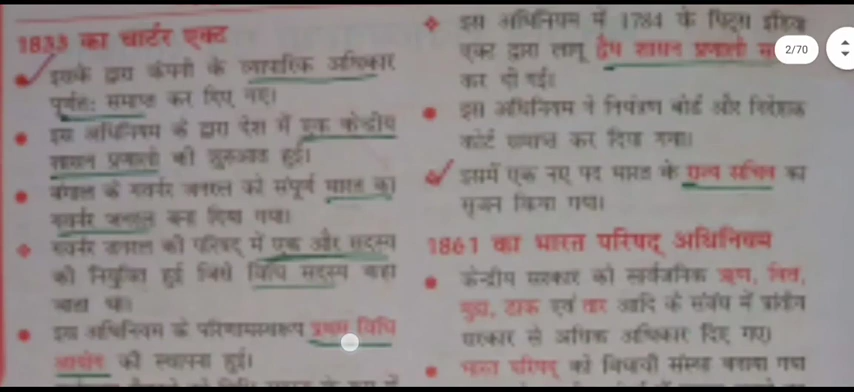 1833 का चार्टर एक्ट
इसके द्वारा कंपनी के व्यापारिक अधिकार
पूर्णतः समाप्त कर दिए गए।
इस अधिनियम के द्वारा देश में एक केन्द्रीय
शासन प्रणाली की शुरुआत हुई।
बंगाल के गवर्नर जनरल को संपूर्ण भारत का
गवर्नर जनरल बना दिया गया।
गवर्नर जनरल की परिषद में एक और सदस्य
की नियुक्ति हुई जिसे विधि सदस्य कहा
जाता था।
इस अधिनियम के परिणामस्वरूप प्रथम विधि
आयोग की स्थापना हुई।
इस अधिनियम में 1784 के पिट्स इंडिया
एक्ट द्वारा लागू द्वैध शासन प्रणाली
कर दी गई।
इस अधिनियम ने नियंत्रण बोर्ड और निदेशक
कोर्ट समाप्त कर दिया गया।
इसमें एक नए पद भारत के राज्य सचिव का
सृजन किया गया।
1861 का भारत परिषद् अधिनियम
केन्द्रीय सरकार को सार्वजनिक ऋण, वित्त,
मुद्रा, डाक एवं तार आदि के संबंध में प्रांतीय
सरकार से अधिक अधिकार दिए गए।
भारत परिषद् को विधायी संस्था बनाया गया
2/70